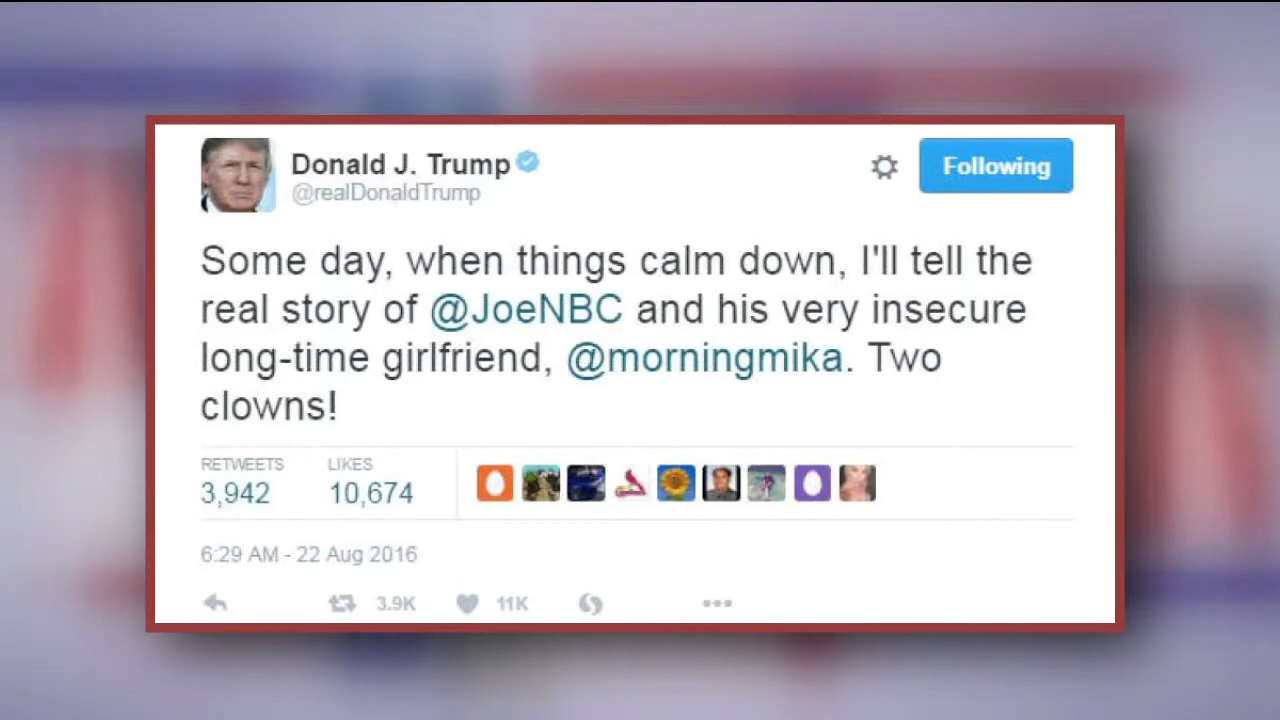 Donald J. Trump
@realDonaldTrump
Following
Some day, when things calm down, I'll tell the
real story of @JoeNBC and his very insecure
long-time girlfriend, @morningmika. Two
clowns!
RETWEETS LIKES
3,942 10,674
6:29 AM - 22 Aug 2016
3.9K 11K